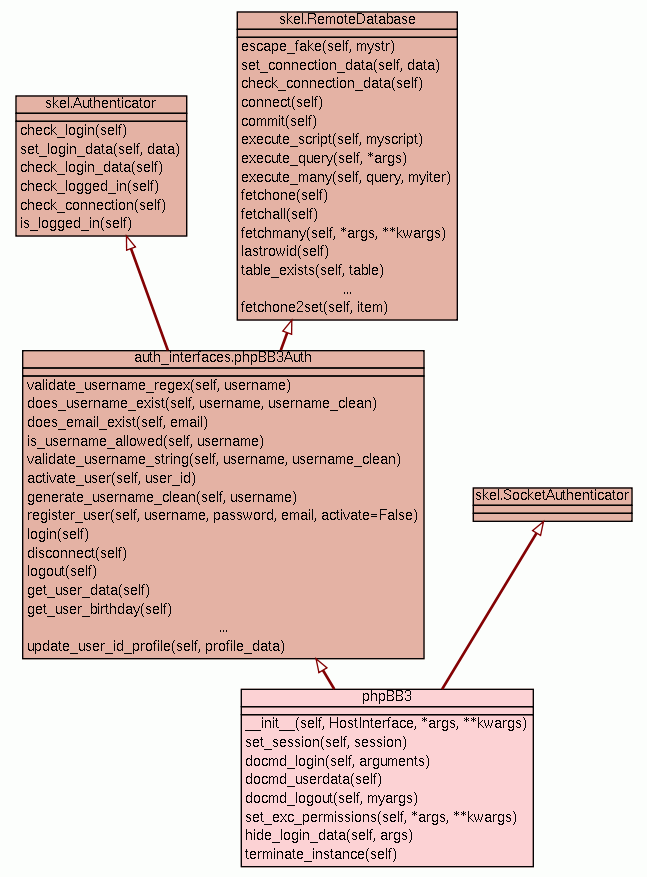 skel.RemoteDatabase
escape_fake(self, mystr)
set_connection_data(self, data)
check_connection_data(self)
connect(self)
commit(self)
execute_script(self, myscript)
execute_query(self, *args)
execute_many(self, query, myiter)
fetchone(self)
fetchall(self)
fetchmany(self, *args, **kwargs)
lastrowid(self)
table_exists(self, table)
...
fetchone2set(self, item)
skel.Authenticator
check_login(self)
set_login_data(self, data)
check_login_data(self)
check_logged_in(self)
check_connection(self)
is_logged_in(self)
auth_interfaces.phpBB3Auth
validate_username_regex(self, username)
does_username_exist(self, username, username_clean)
does_email_exist(self, email)
is_username_allowed(self, username)
validate_username_string(self, username, username_clean)
activate_user(self, user_id)
generate_username_clean(self, username)
register_user(self, username, password, email, activate=False)
login(self)
disconnect(self)
logout(self)
get_user_data(self)
get_user_birthday(self)
...
update_user_id_profile(self, profile_data)
skel.SocketAuthenticator
phpBB3
__init__(self, HostInterface, *args, **kwargs)
set_session(self, session)
docmd_login(self, arguments)
docmd_userdata(self)
docmd_logout(self, myargs)
set_exc_permissions(self, *args, **kwargs)
hide_login_data(self, args)
terminate_instance(self)